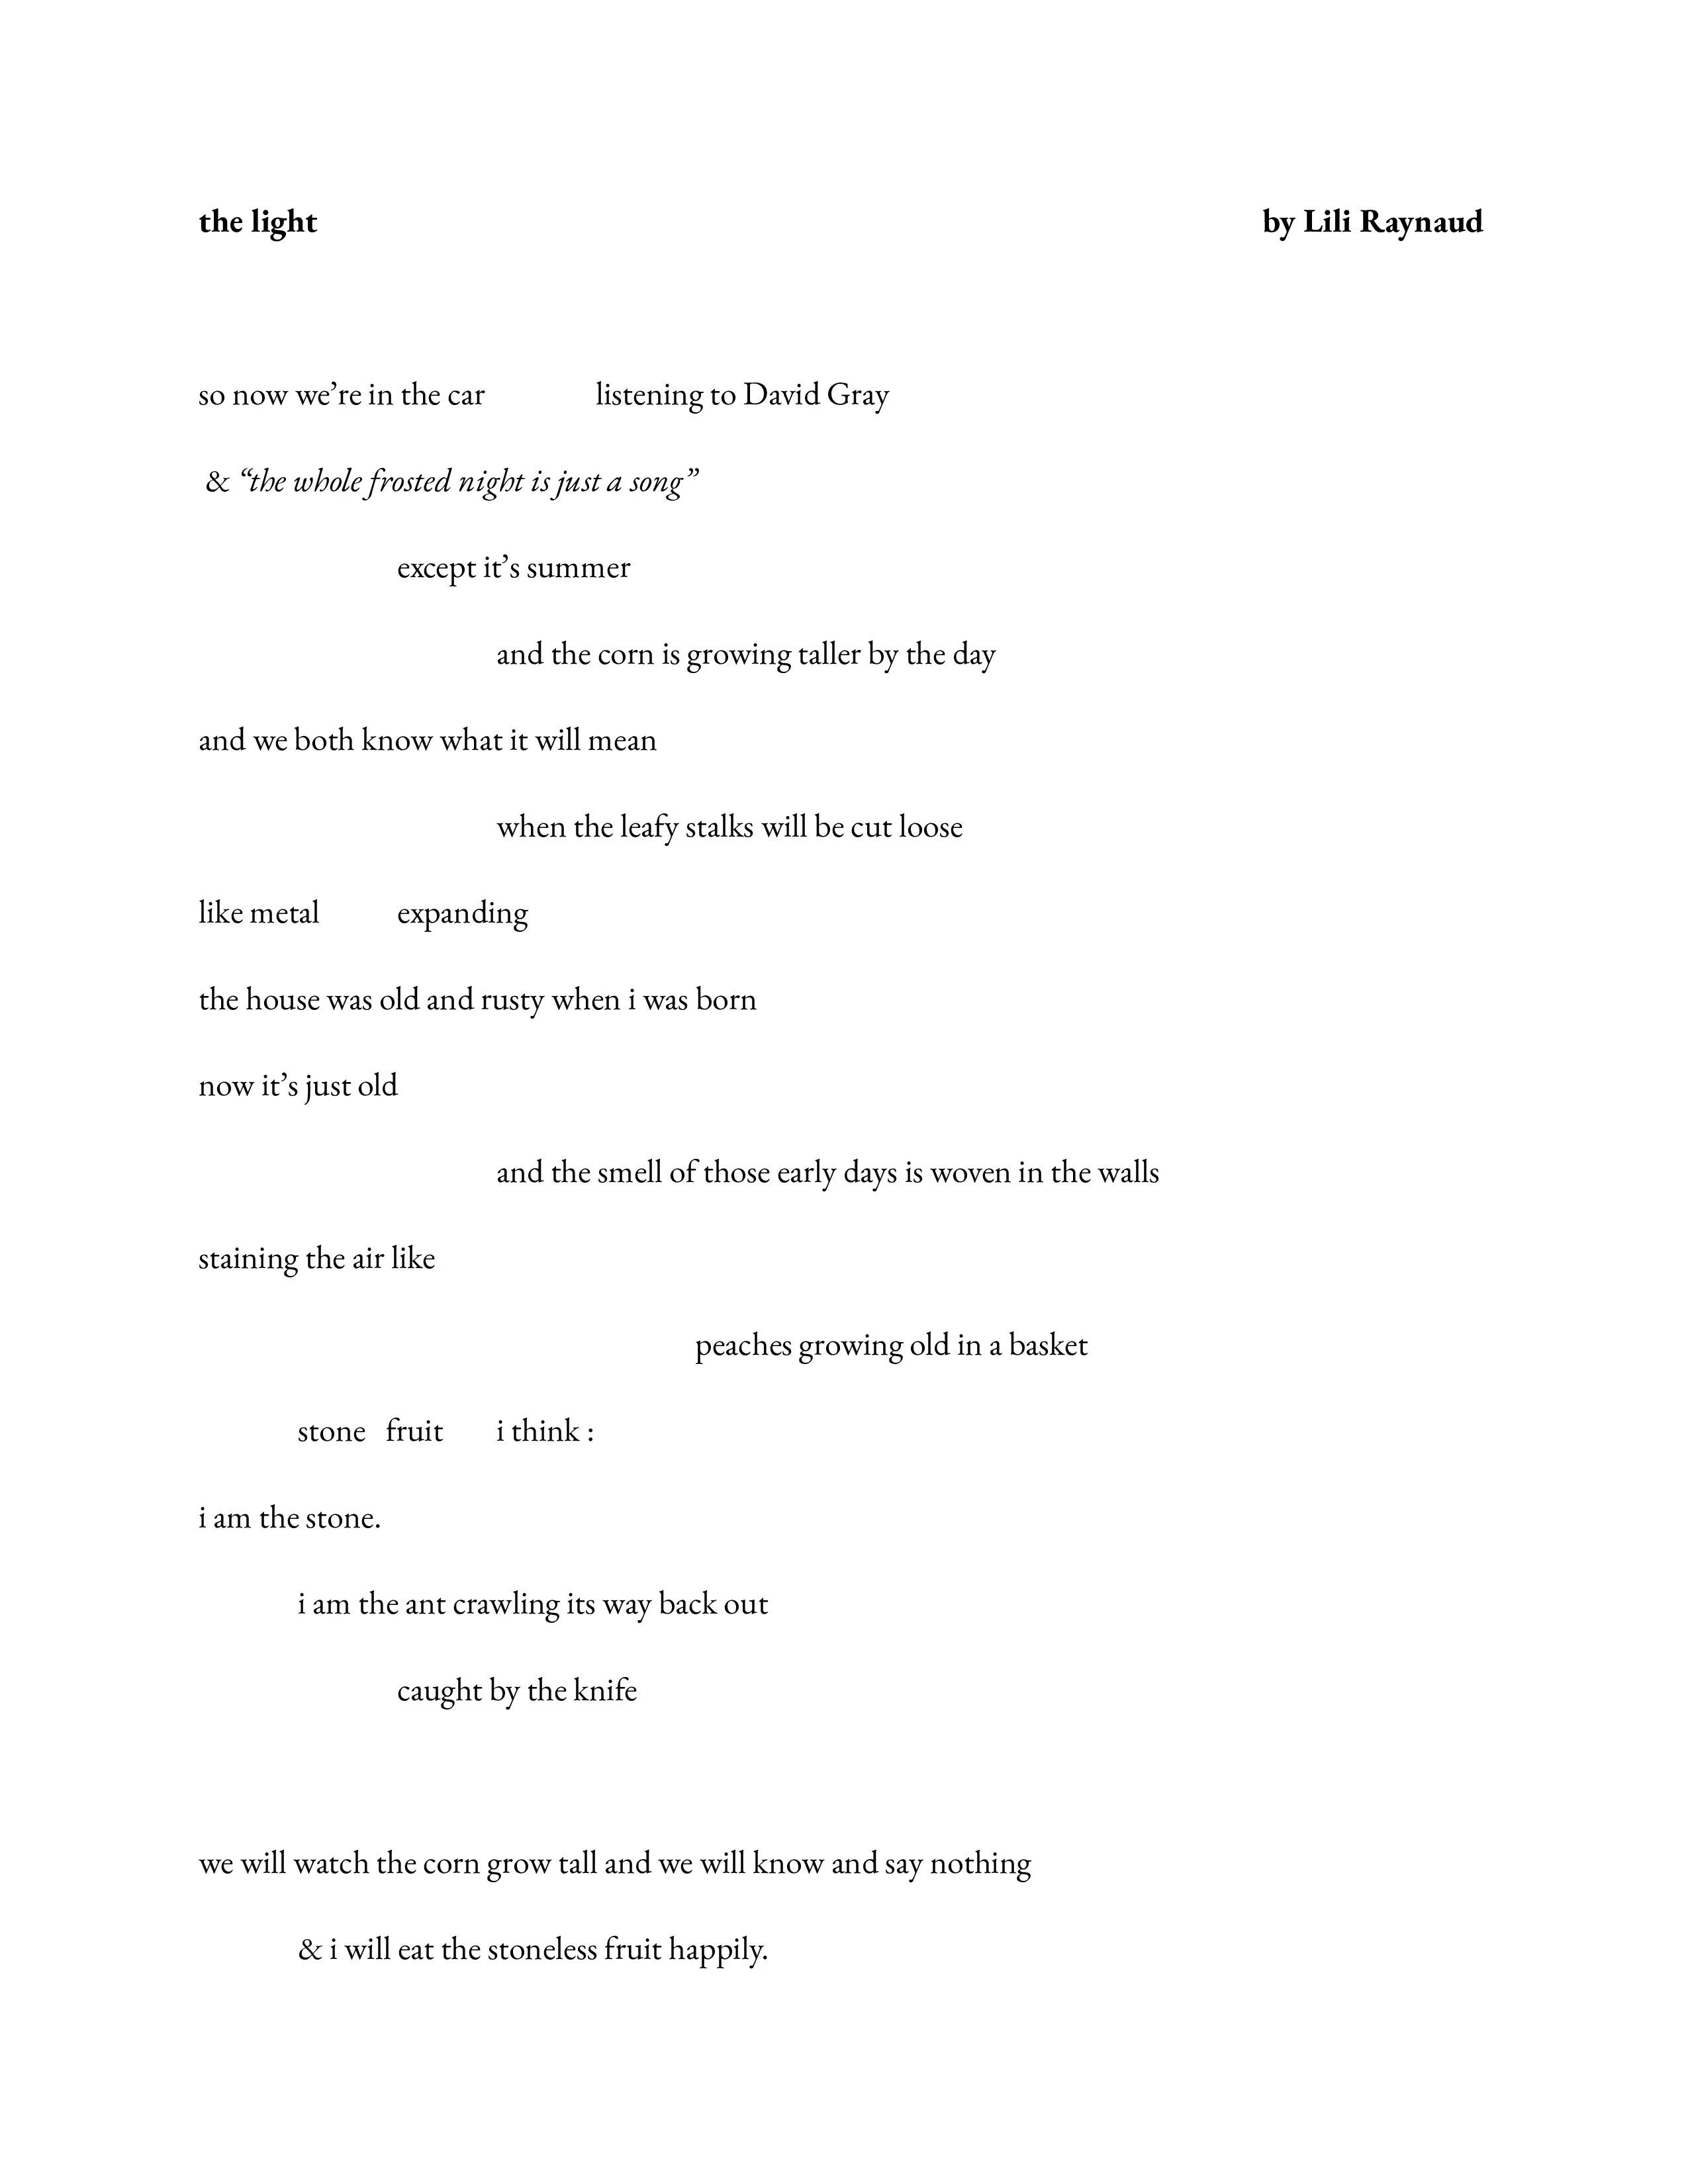 the light by Lili Raynaud
so now we’re in the car listening to David Gray
& “the whole frosted night is just a song”
except it’s summer
and the corn is growing taller by the day
and we both know what it will mean
when the leafy stalks will be cut loose
like metal expanding
the house was old and rusty when i was born
now it’s just old
and the smell of those early days is woven in the walls
staining the air like
peaches growing old in a basket
stone fruit i think :
i am the stone.
i am the ant crawling its way back out
caught by the knife
we will watch the corn grow tall and we will know and say nothing
& i will eat the stoneless fruit happily.